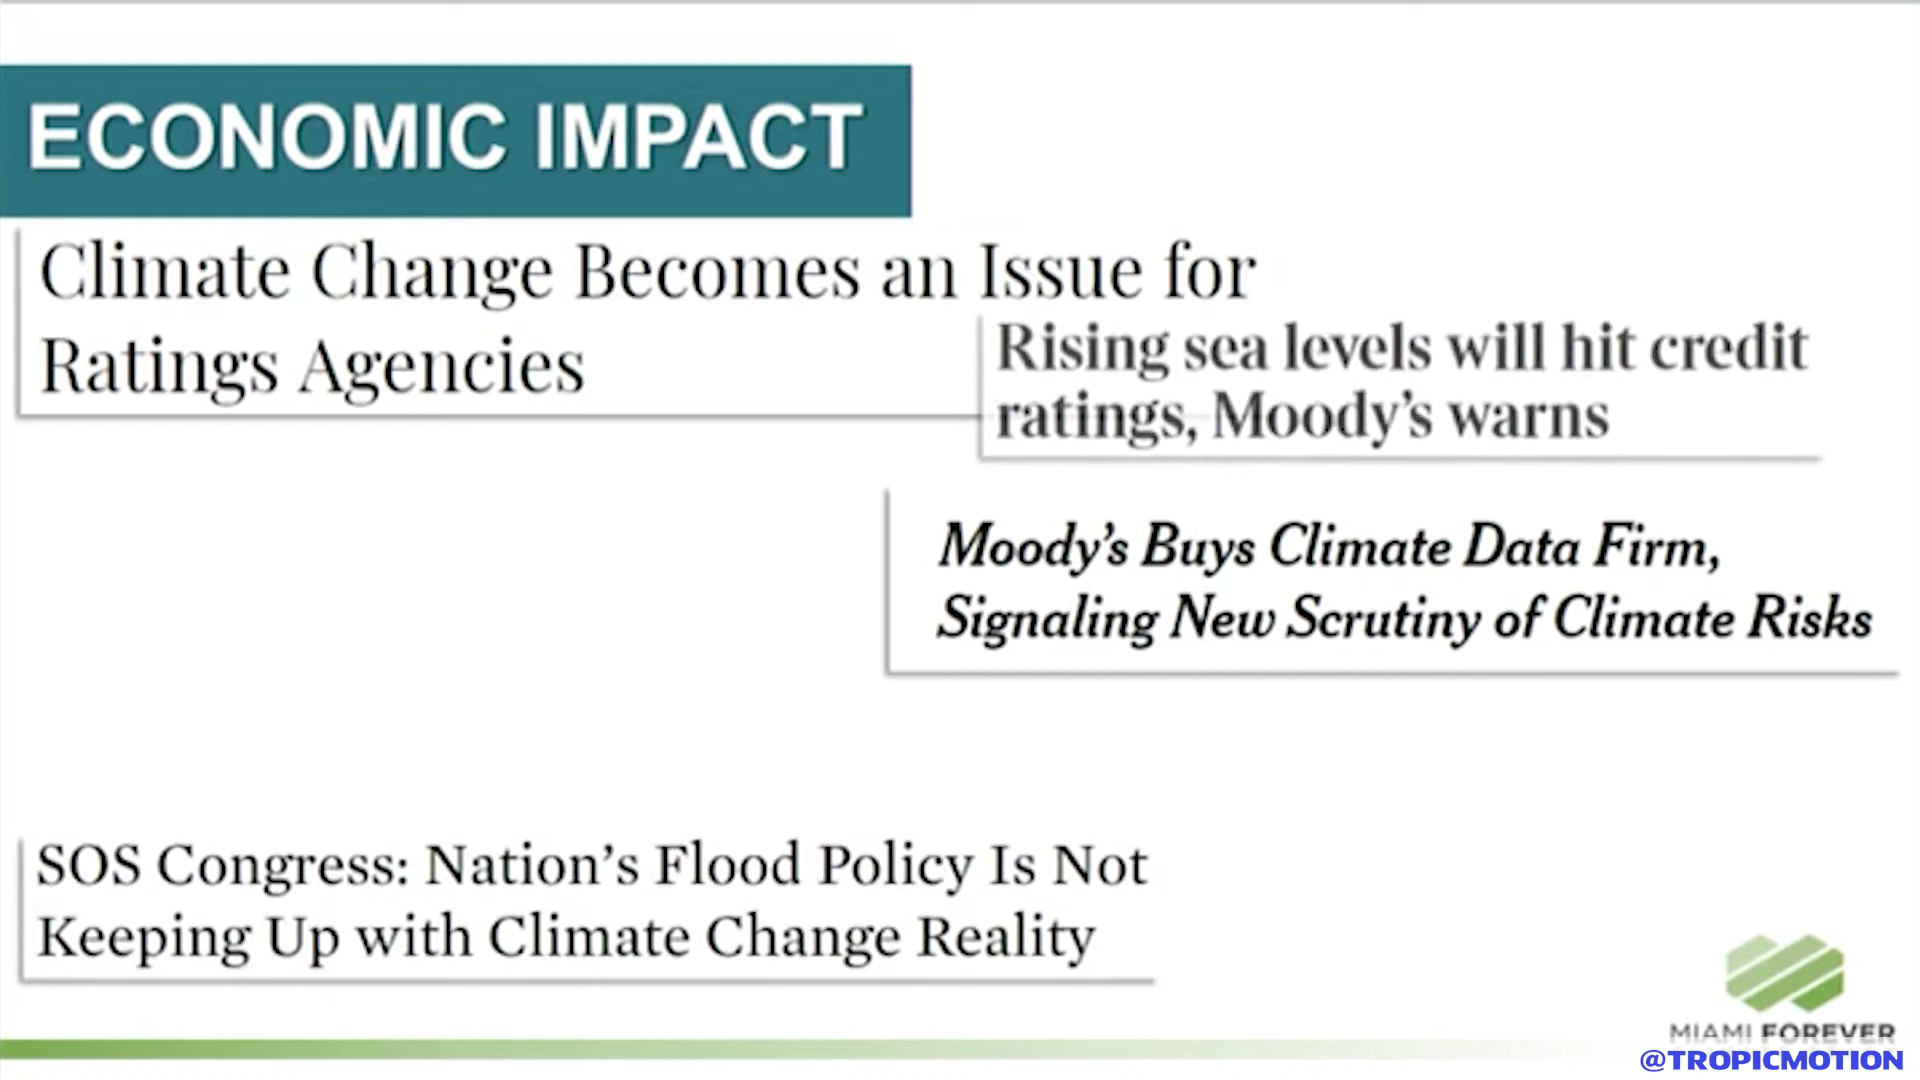 ECONOMIC IMPACT
Climate Change Becomes an Issue for
Ratings Agencies
Rising sea levels will hit credit
ratings, Moody's warns
Moody's Buys Climate Data Firm,
Signaling New Scrutiny of Climate Risks
SOS Congress: Nation's Flood Policy Is Not
Keeping Up with Climate Change Reality
MIAMI FOREVER
@TROPICMOTION